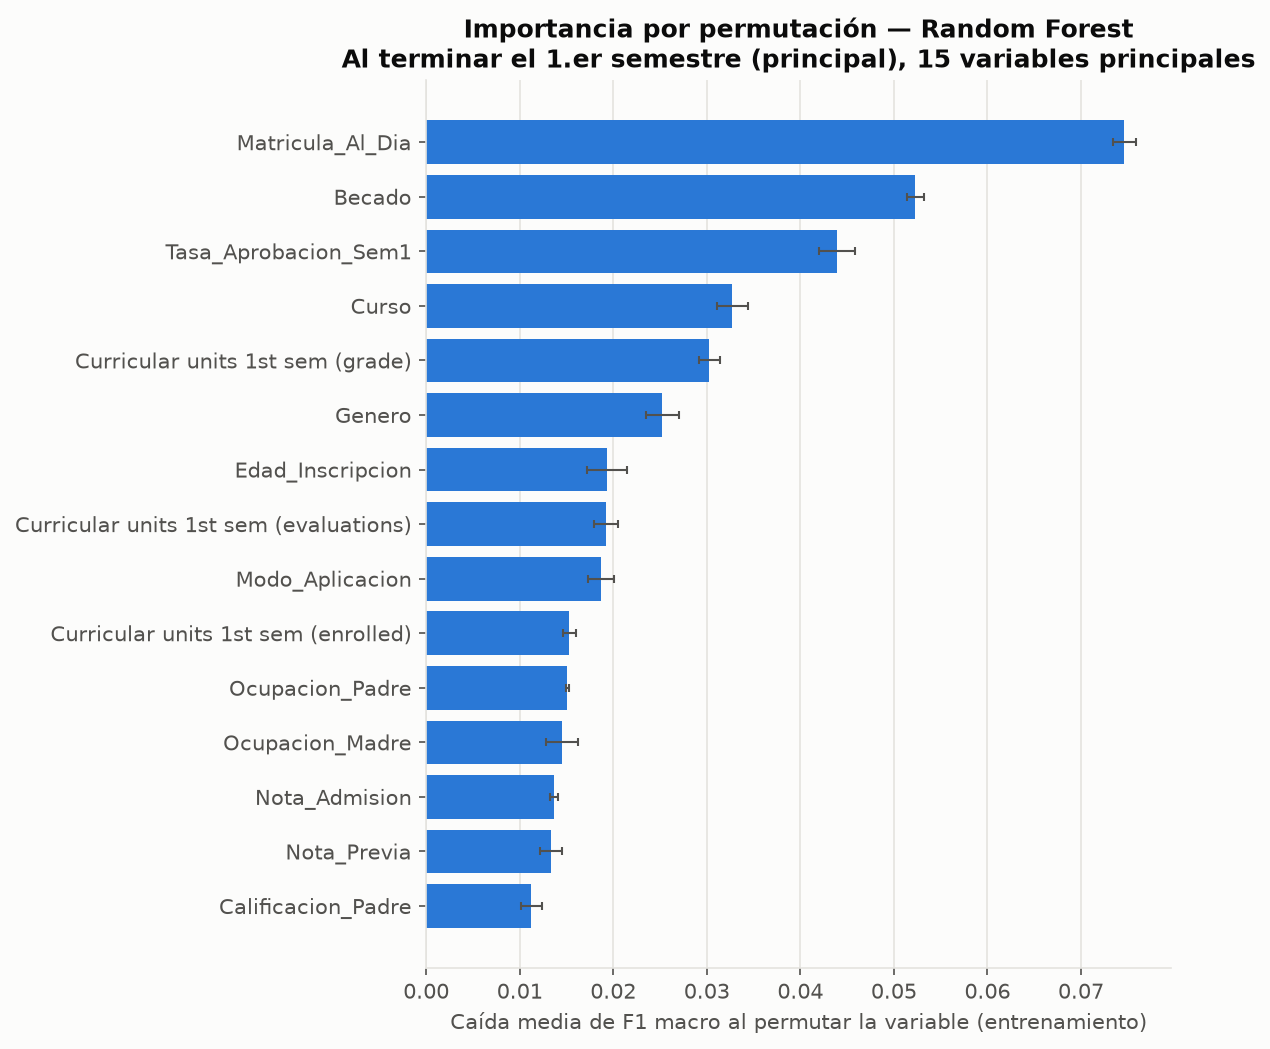 Importancia por permutación — Random Forest
Al terminar el 1.er semestre (principal), 15 variables principales
Matricula_Al_Dia
Becado
Tasa_Aprobacion_Sem1
Curso
Curricular units 1st sem (grade)
Genero
Edad_Inscripcion
Curricular units 1st sem (evaluations)
Modo_Aplicacion
Curricular units 1st sem (enrolled)
Ocupacion_Padre
Ocupacion_Madre
Nota_Admision
Nota_Previa
Calificacion_Padre
0.00 0.01 0.02 0.03 0.04 0.05 0.06 0.07
Caída media de F1 macro al permutar la variable (entrenamiento)